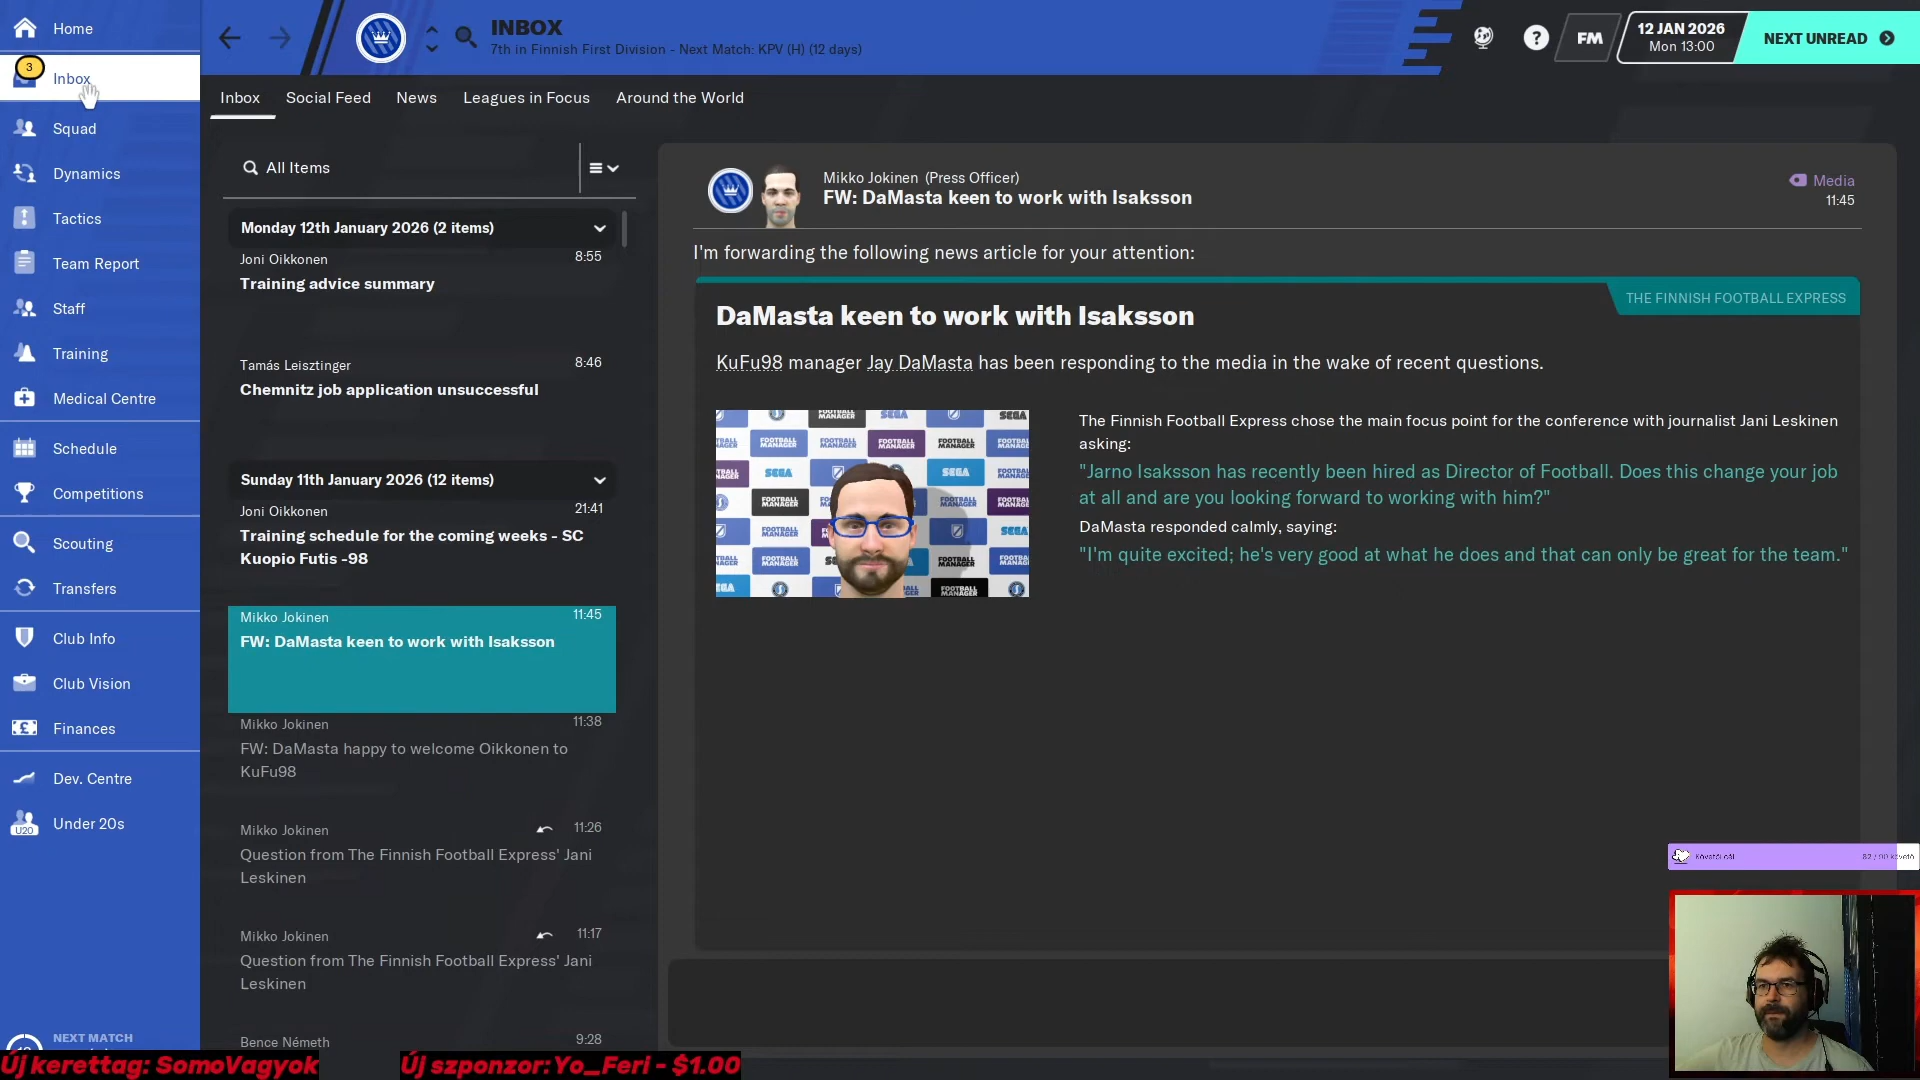 Home
3
Inbox
Squad
Dynamics
Tactics
Team Report
Staff
Training
Medical Centre
Schedule
Competitions
Scouting
Transfers
Club Info
Club Vision
Finances
Dev. Centre
U20
Under 20s
NEXT MATCH
INBOX
7th in Finnish First Division - Next Match: KPV (H) (12 days)
?
FM
12 JAN 2026
Mon 13:00
NEXT UNREAD
Inbox
Social Feed
News
Leagues in Focus
Around the World
All Items
Monday 12th January 2026 (2 items)
Joni Oikkonen
8:55
Training advice summary
Tamás Leisztinger
8:46
Chemnitz job application unsuccessful
Sunday 11th January 2026 (12 items)
Joni Oikkonen
21:41
Training schedule for the coming weeks - SC
Kuopio Futis -98
Mikko Jokinen
11:45
FW: DaMasta keen to work with Isaksson
Mikko Jokinen
11:38
FW: DaMasta happy to welcome Oikkonen to
KuFu98
Mikko Jokinen
11:26
Question from The Finnish Football Express' Jani
Leskinen
Mikko Jokinen
11:17
Question from The Finnish Football Express' Jani
Leskinen
Bence Németh
9:28
Mikko Jokinen (Press Officer)
FW: DaMasta keen to work with Isaksson
Media
11:45
I'm forwarding the following news article for your attention:
THE FINNISH FOOTBALL EXPRESS
DaMasta keen to work with Isaksson
KuFu98 manager Jay DaMasta has been responding to the media in the wake of recent questions.
SEGA
FOOTBALL MANAGER
The Finnish Football Express chose the main focus point for the conference with journalist Jani Leskinen
asking:
"Jarno Isaksson has recently been hired as Director of Football. Does this change your job
at all and are you looking forward to working with him?"
DaMasta responded calmly, saying:
"I'm quite excited; he's very good at what he does and that can only be great for the team."
Követői cél
82 / 90 követő
Új kerettag: SomoVagyok
Új szponzor: Yo_Feri - $1.00